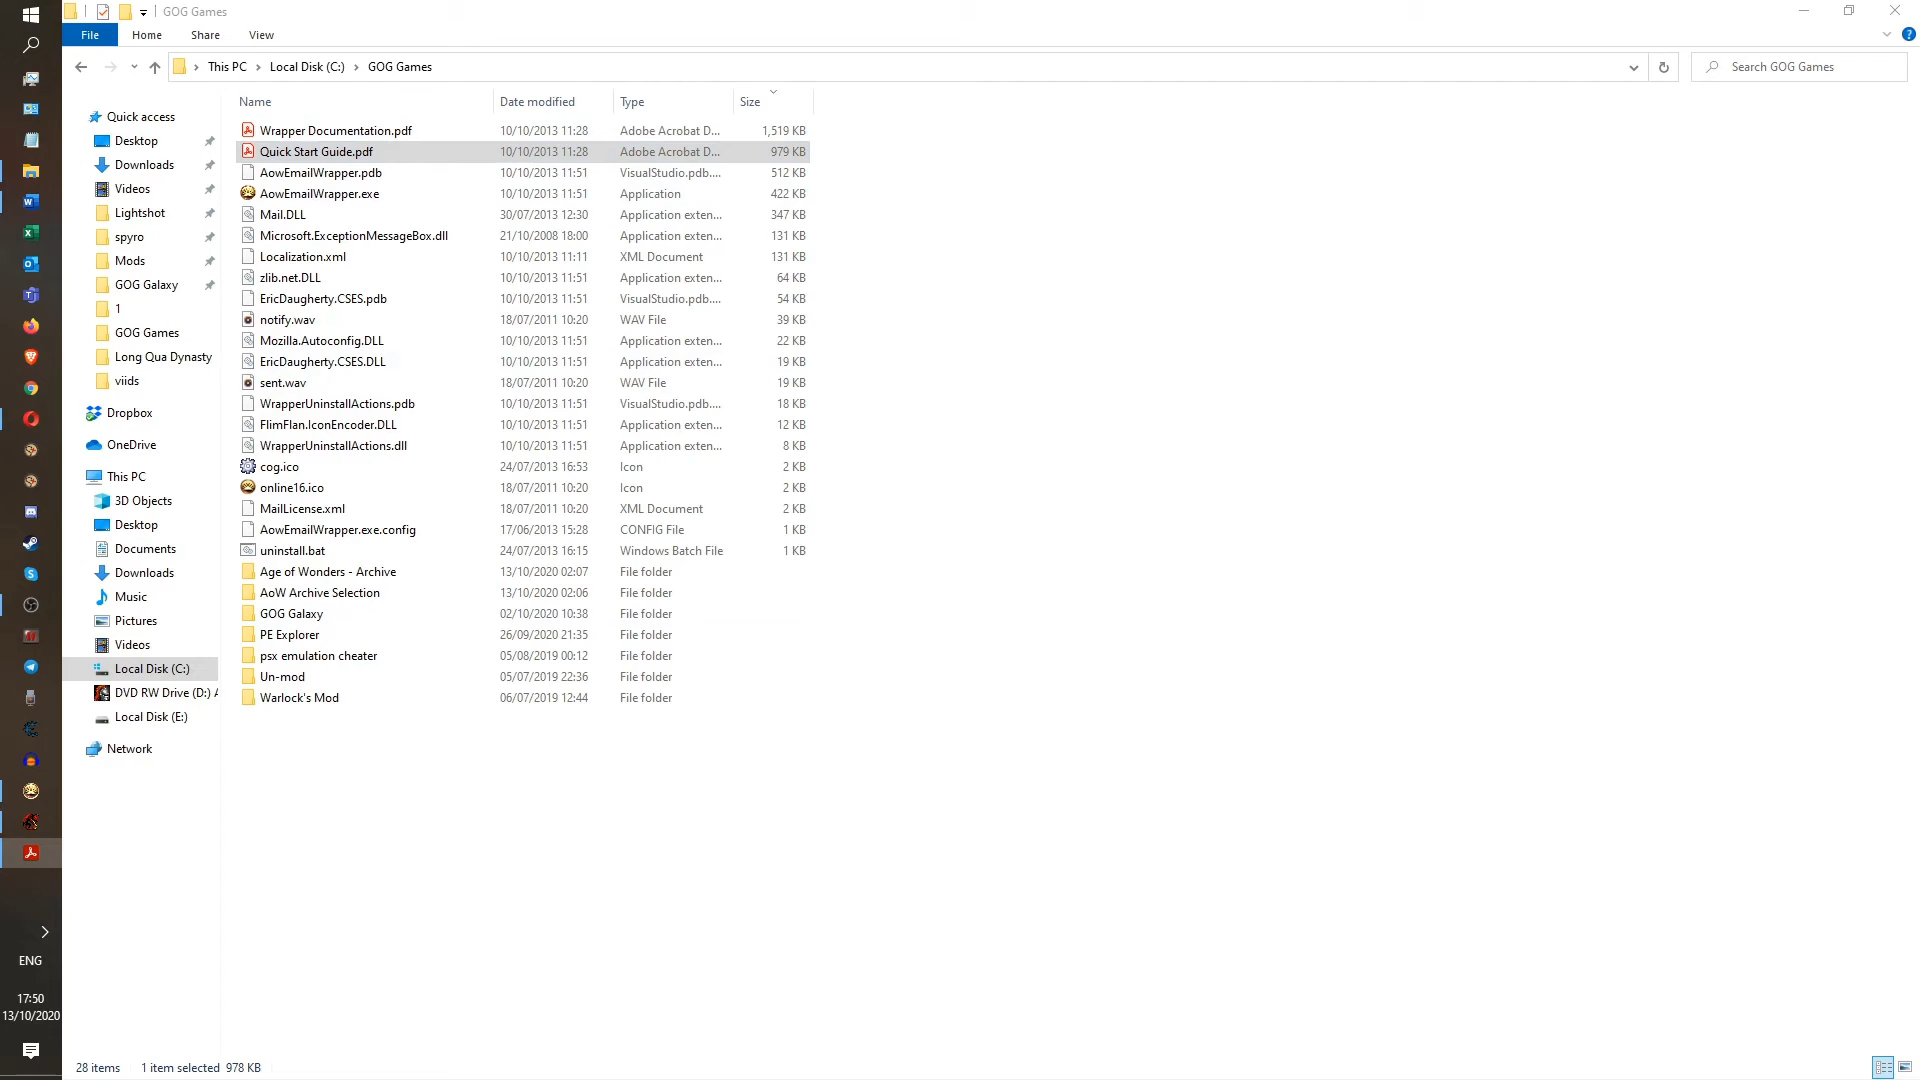 GOG Games
File Home Share View
This PC Local Disk (C:) GOG Games
Search GOG Games
Quick access
Desktop
Downloads
Videos
Lightshot
spyro
Mods
GOG Galaxy
1
GOG Games
Long Qua Dynasty
viids
Dropbox
OneDrive
This PC
3D Objects
Desktop
Documents
Downloads
Music
Pictures
Videos
Local Disk (C:)
DVD RW Drive (D:) A
Local Disk (E:)
Network
Name Date modified Type Size
Wrapper Documentation.pdf 10/10/2013 11:28 Adobe Acrobat D... 1,519 KB
Quick Start Guide.pdf 10/10/2013 11:28 Adobe Acrobat D... 979 KB
AowEmailWrapper.pdb 10/10/2013 11:51 VisualStudio.pdb.... 512 KB
AowEmailWrapper.exe 10/10/2013 11:51 Application 422 KB
Mail.DLL 30/07/2013 12:30 Application exten... 347 KB
Microsoft.ExceptionMessageBox.dll 21/10/2008 18:00 Application exten... 131 KB
Localization.xml 10/10/2013 11:11 XML Document 131 KB
zlib.net.DLL 10/10/2013 11:51 Application exten... 64 KB
EricDaugherty.CSES.pdb 10/10/2013 11:51 VisualStudio.pdb.... 54 KB
notify.wav 18/07/2011 10:20 WAV File 39 KB
Mozilla.Autoconfig.DLL 10/10/2013 11:51 Application exten... 22 KB
EricDaugherty.CSES.DLL 10/10/2013 11:51 Application exten... 19 KB
sent.wav 18/07/2011 10:20 WAV File 19 KB
WrapperUninstallActions.pdb 10/10/2013 11:51 VisualStudio.pdb.... 18 KB
FlimFlan.IconEncoder.DLL 10/10/2013 11:51 Application exten... 12 KB
WrapperUninstallActions.dll 10/10/2013 11:51 Application exten... 8 KB
cog.ico 24/07/2013 16:53 Icon 2 KB
online16.ico 18/07/2011 10:20 Icon 2 KB
MailLicense.xml 18/07/2011 10:20 XML Document 2 KB
AowEmailWrapper.exe.config 17/06/2013 15:28 CONFIG File 1 KB
uninstall.bat 24/07/2013 16:15 Windows Batch File 1 KB
Age of Wonders - Archive 13/10/2020 02:07 File folder
AoW Archive Selection 13/10/2020 02:06 File folder
GOG Galaxy 02/10/2020 10:38 File folder
PE Explorer 26/09/2020 21:35 File folder
psx emulation cheater 05/08/2019 00:12 File folder
Un-mod 05/07/2019 22:36 File folder
Warlock's Mod 06/07/2019 12:44 File folder
ENG
17:50
13/10/2020
28 items 1 item selected 978 KB